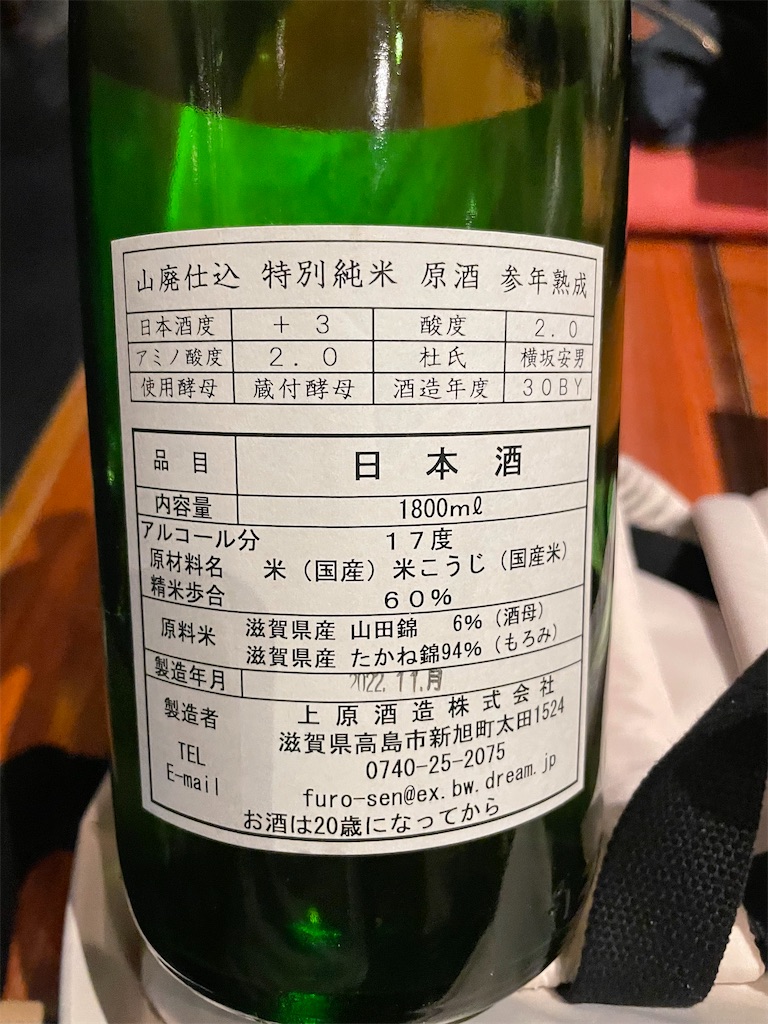 山廃仕込 特別純米 原酒 参年熟成
日本酒度 +3 酸度 2.0
アミノ酸度 2.0 杜氏 横坂安男
使用酵母 蔵付酵母 酒造年度 30BY
品目 日本酒
内容量 1800ml
アルコール分 17度
原材料名 米(国産)米こうじ(国産米)
精米歩合 60%
原料米 滋賀県産 山田錦 6%(酒母)
滋賀県産 たかね錦94%(もろみ)
製造年月 2022.11.月
製造者 上原酒造株式会社
滋賀県高島市新旭町太田1524
TEL 0740-25-2075
E-mail furo-sen@ex.bw.dream.jp
お酒は20歳になってから